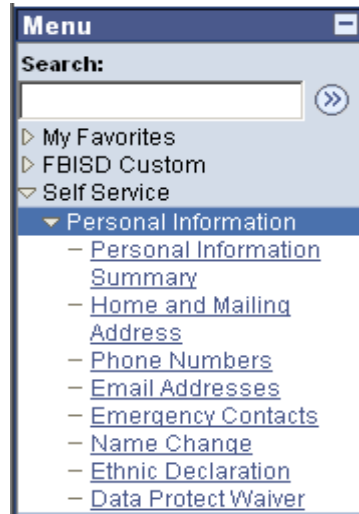 Menu
Search:
My Favorites
FBISD Custom
Self Service
Personal Information
Personal Information
Summary
Home and Mailing
Address
Phone Numbers
Email Addresses
Emergency Contacts
Name Change
Ethnic Declaration
Data Protect Waiver